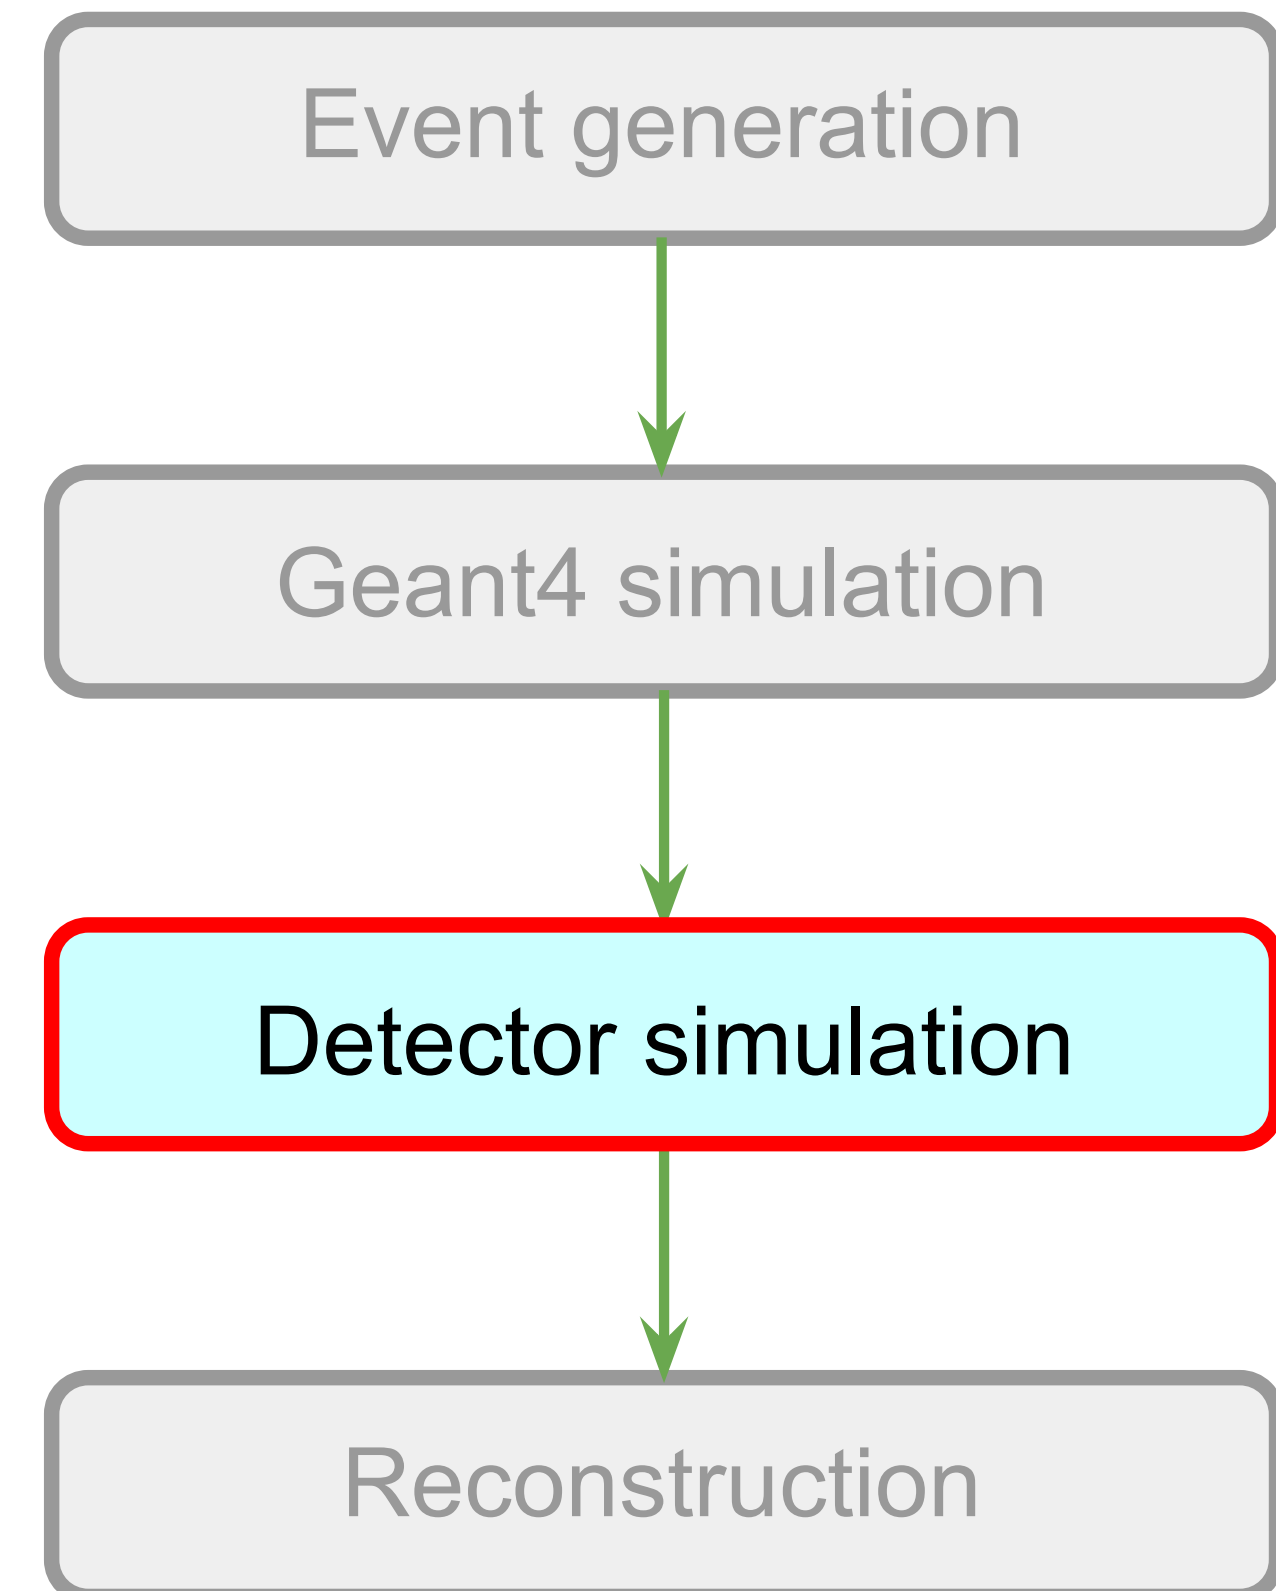 Event generation
Geant4 simulation
Detector simulation
Reconstruction